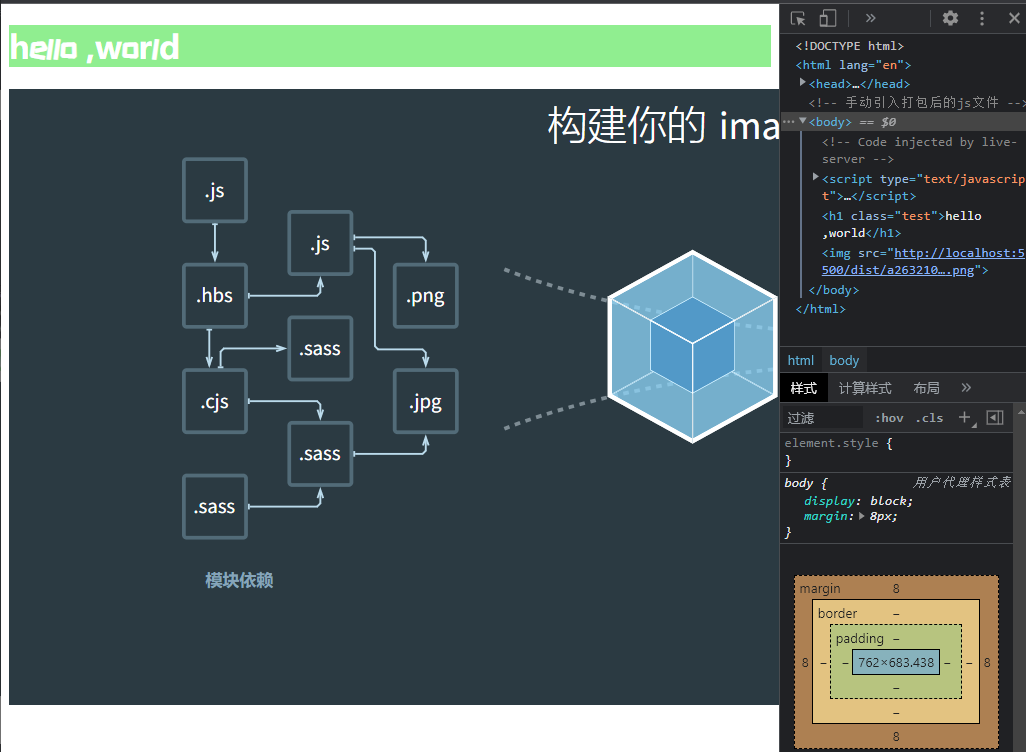 hello ,world
构建你的 ima
.js
.js
.hbs
.png
.sass
.cjs
.jpg
.sass
.sass
模块依赖
<!DOCTYPE html>
<html lang="en">
<head>…</head>
<!-- 手动引入打包后的js文件 -->
<body> == $0
<!-- Code injected by live-
server -->
<script type="text/javascrip
t">…</script>
<h1 class="test">hello
,world</h1>
<img src="http://localhost:5
500/dist/a263210….png">
</body>
</html>
html body
样式 计算样式 布局
过滤 :hov .cls
element.style {
}
body { 用户代理样式表
display: block;
margin: 8px;
}
margin 8
border –
padding –
8 – – 762×683.438 – – 8
–
–
8